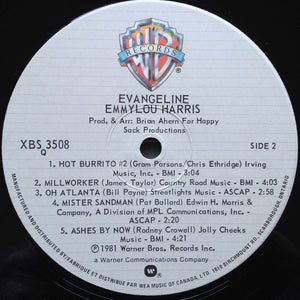 WB
RECORDS
EVANGELINE
EMMYLOU HARRIS
Prod. & Arr: Brian Ahern For Happy
Sack Productions
XBS 3508
Q
SIDE 2
1. HOT BURRITO #2 (Gram Parsons/Chris Ethridge) Irving
Music, Inc. - BMI - 3:04
2. MILLWORKER (James Taylor) Country Road Music - BMI -
3. OH ATLANTA (Bill Payne) Streetlights Music - ASCAP - 2:58
4. MISTER SANDMAN (Pat Ballard) Edwin H. Morris &
Company, A Division of MPL Communications, Inc. -
ASCAP - 2:20
5. ASHES BY NOW (Rodney Crowell) Jolly Cheeks
Music - BMI - 4:21
℗1981 Warner Bros. Records Inc.
a Warner Communications Company
MANUFACTURED AND DISTRIBUTED BY/FABRIQUE ET DISTRIBUE PAR WEA MUSIC OF CANADA, LTD. 1810 BIRCHMOUNT RD. SCARBOROUGH, ONTARIO